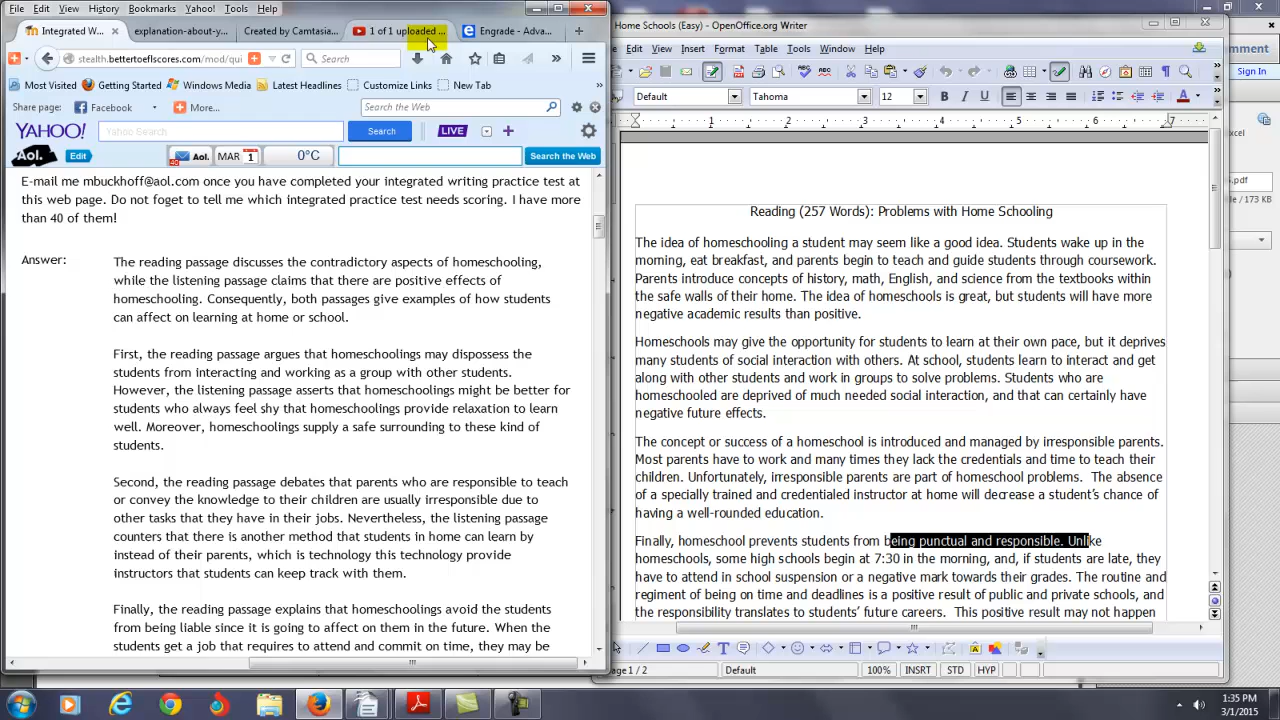 File Edit View History Bookmarks Yahoo! Tools Help
Integrated W... explanation-about-y... Created by Camtasia... 1 of 1 uploaded ... Engrade - Adva...
stealth.bettertoeflscores.com/mod/qui Search
Most Visited Getting Started Windows Media Latest Headlines Customize Links New Tab
Share page: Facebook More... Search the Web
YAHOO! Yahoo Search Search LIVE
Aol. Edit Aol. MAR 1 0°C Search the Web
E-mail me mbuckhoff@aol.com once you have completed your integrated writing practice test at
this web page. Do not foget to tell me which integrated practice test needs scoring. I have more
than 40 of them!
Answer:
The reading passage discusses the contradictory aspects of homeschooling,
while the listening passage claims that there are positive effects of
homeschooling. Consequently, both passages give examples of how students
can affect on learning at home or school.
First, the reading passage argues that homeschoolings may dispossess the
students from interacting and working as a group with other students.
However, the listening passage asserts that homeschoolings might be better for
students who always feel shy that homeschoolings provide relaxation to learn
well. Moreover, homeschoolings supply a safe surrounding to these kind of
students.
Second, the reading passage debates that parents who are responsible to teach
or convey the knowledge to their children are usually irresponsible due to
other tasks that they have in their jobs. Nevertheless, the listening passage
counters that there is another method that students in home can learn by
instead of their parents, which is technology this technology provide
instructors that students can keep track with them.
Finally, the reading passage explains that homeschoolings avoid the students
from being liable since it is going to affect on them in the future. When the
students get a job that requires to attend and commit on time, they may be
Home Schools (Easy) - OpenOffice.org Writer
Edit View Insert Format Table Tools Window Help
Default Tahoma 12
1 2 3 4 5 6 7
Reading (257 Words): Problems with Home Schooling
The idea of homeschooling a student may seem like a good idea. Students wake up in the
morning, eat breakfast, and parents begin to teach and guide students through coursework.
Parents introduce concepts of history, math, English, and science from the textbooks within
the safe walls of their home. The idea of homeschools is great, but students will have more
negative academic results than positive.
Homeschools may give the opportunity for students to learn at their own pace, but it deprives
many students of social interaction with others. At school, students learn to interact and get
along with other students and work in groups to solve problems. Students who are
homeschooled are deprived of much needed social interaction, and that can certainly have
negative future effects.
The concept or success of a homeschool is introduced and managed by irresponsible parents.
Most parents have to work and many times they lack the credentials and time to teach their
children. Unfortunately, irresponsible parents are part of homeschool problems. The absence
of a specially trained and credentialed instructor at home will decrease a student's chance of
having a well-rounded education.
Finally, homeschool prevents students from being punctual and responsible. Unlike
homeschools, some high schools begin at 7:30 in the morning, and, if students are late, they
have to attend in school suspension or a negative mark towards their grades. The routine and
regiment of being on time and deadlines is a positive result of public and private schools, and
the responsibility translates to students' future careers. This positive result may not happen
Page 1 / 2 Default 100% INSRT STD HYP
omment
Sign In
xcel
.pdf
/ 173 KB
1:35 PM
3/1/2015